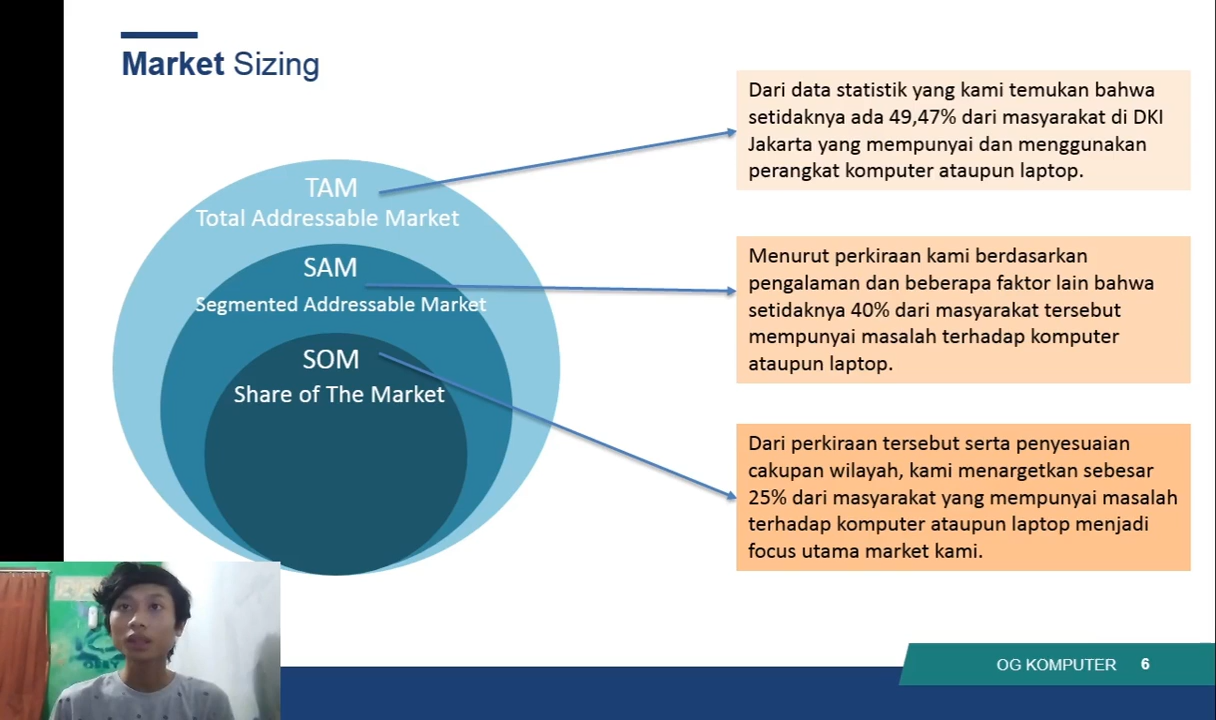 Market Sizing
TAM
Total Addressable Market
SAM
Segmented Addressable Market
SOM
Share of The Market
Dari data statistik yang kami temukan bahwa
setidaknya ada 49,47% dari masyarakat di DKI
Jakarta yang mempunyai dan menggunakan
perangkat komputer ataupun laptop.
Menurut perkiraan kami berdasarkan
pengalaman dan beberapa faktor lain bahwa
setidaknya 40% dari masyarakat tersebut
mempunyai masalah terhadap komputer
ataupun laptop.
Dari perkiraan tersebut serta penyesuaian
cakupan wilayah, kami menargetkan sebesar
25% dari masyarakat yang mempunyai masalah
terhadap komputer ataupun laptop menjadi
focus utama market kami.
OG KOMPUTER 6